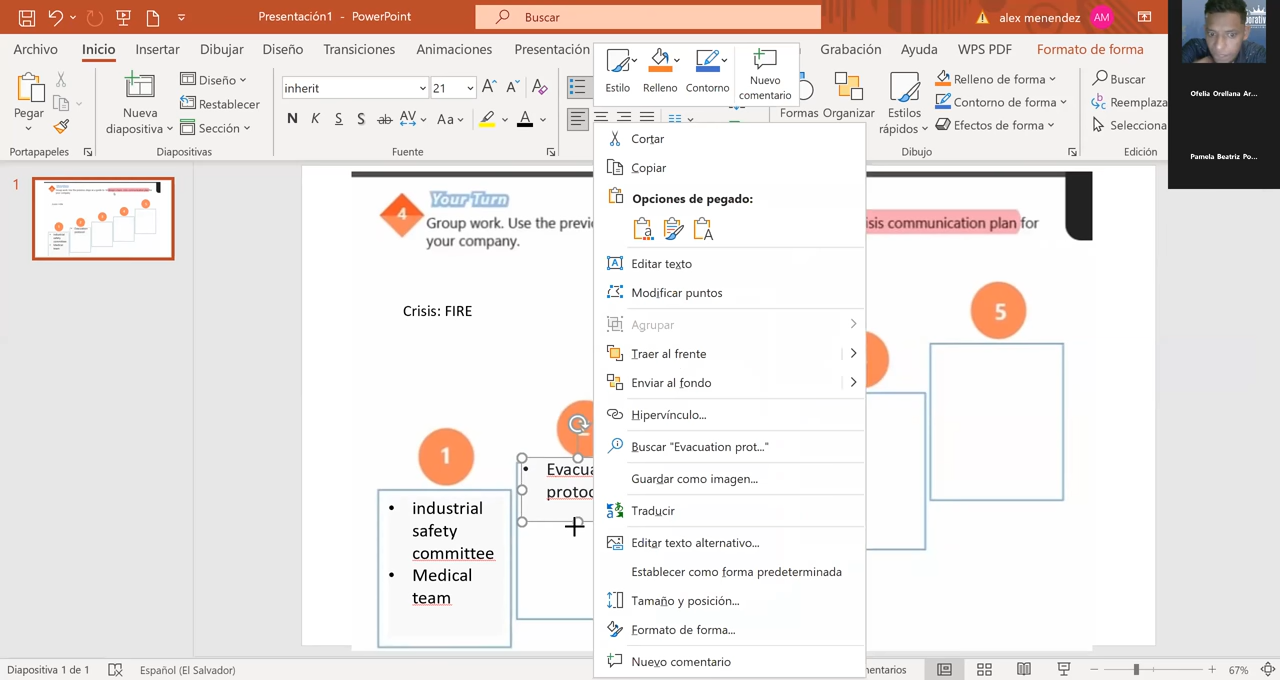 Presentación1 - PowerPoint
Buscar
alex menendez
AM
Archivo
Inicio
Insertar
Dibujar
Diseño
Transiciones
Animaciones
Presentación
Grabación
Ayuda
WPS PDF
Formato de forma
Pegar
Nueva
diapositiva
Diseño
Restablecer
Sección
inherit
21
N K S S ab AV Aa A
Estilo
Relleno
Contorno
Nuevo
comentario
Formas
Organizar
Estilos
rápidos
Relleno de forma
Contorno de forma
Efectos de forma
Buscar
Reemplaza
Selecciona
Ofelia Orellana Ar...
Pamela Beatriz Po...
Portapapeles
Diapositivas
Fuente
Dibujo
Edición
1
4
Your Turn
Group work. Use the previ
isis communication plan for
your company.
Crisis: FIRE
1
• industrial
safety
committee
• Medical
team
• Evacua
protoc
5
Cortar
Copiar
Opciones de pegado:
Editar texto
Modificar puntos
Agrupar
Traer al frente
Enviar al fondo
Hipervínculo...
Buscar "Evacuation prot..."
Guardar como imagen...
Traducir
Editar texto alternativo...
Establecer como forma predeterminada
Tamaño y posición...
Formato de forma...
Nuevo comentario
Diapositiva 1 de 1
Español (El Salvador)
entarios
67%